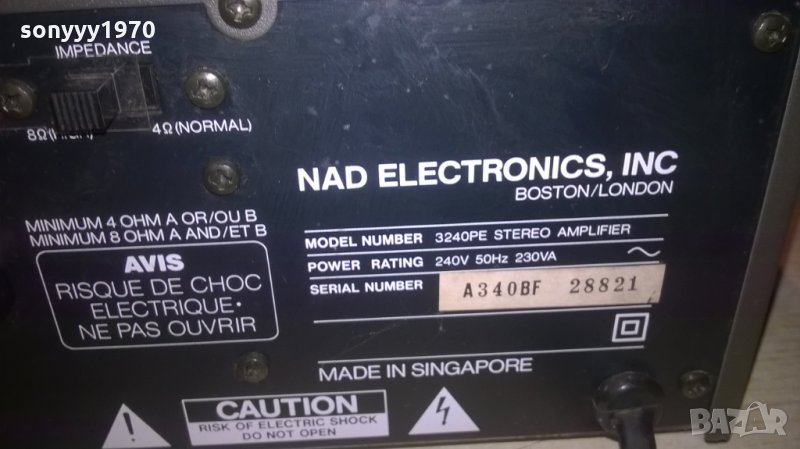 sonyyy1970
IMPEDANCE
8Ω(HIGH) 4Ω(NORMAL)
NAD ELECTRONICS, INC
BOSTON/LONDON
MINIMUM 4 OHM A OR/OU B
MINIMUM 8 OHM A AND/ET B
AVIS
RISQUE DE CHOC
ELECTRIQUE•
NE PAS OUVRIR
MODEL NUMBER 3240PE STEREO AMPLIFIER
POWER RATING 240V 50Hz 230VA
SERIAL NUMBER A340BF 28821
MADE IN SINGAPORE
CAUTION
RISK OF ELECTRIC SHOCK
DO NOT OPEN
BAZAR